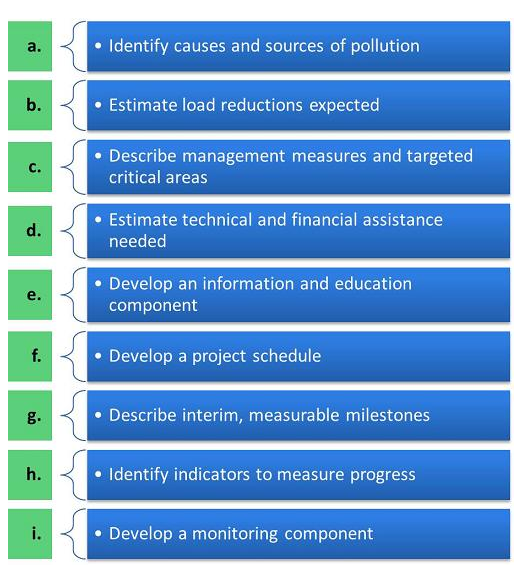 a.
• Identify causes and sources of pollution
b.
• Estimate load reductions expected
c.
• Describe management measures and targeted
critical areas
d.
• Estimate technical and financial assistance
needed
e.
• Develop an information and education
component
f.
• Develop a project schedule
g.
• Describe interim, measurable milestones
h.
• Identify indicators to measure progress
i.
• Develop a monitoring component